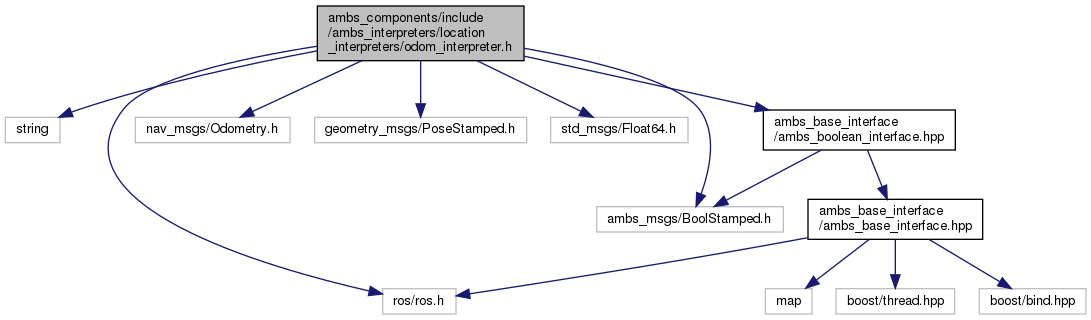 ambs_components/include
/ambs_interpreters/location
_interpreters/odom_interpreter.h
string
nav_msgs/Odometry.h
geometry_msgs/PoseStamped.h
std_msgs/Float64.h
ambs_base_interface
/ambs_boolean_interface.hpp
ambs_msgs/BoolStamped.h
ambs_base_interface
/ambs_base_interface.hpp
ros/ros.h
map
boost/thread.hpp
boost/bind.hpp